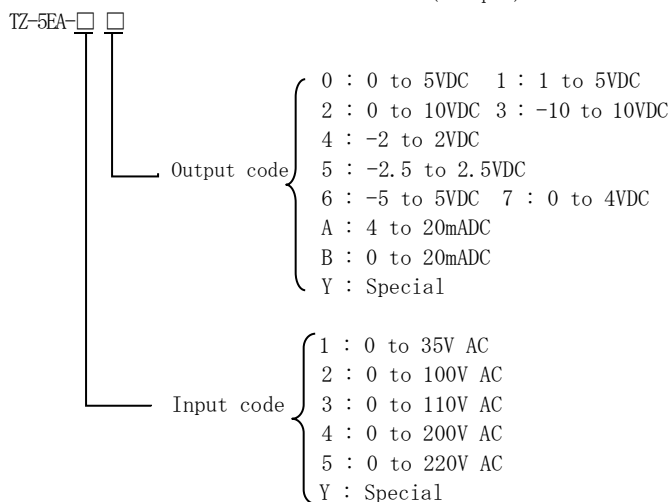 TZ-5EA-□ □
0 : 0 to 5VDC 1 : 1 to 5VDC
2 : 0 to 10VDC 3 : -10 to 10VDC
4 : -2 to 2VDC
Output code 5 : -2.5 to 2.5VDC
6 : -5 to 5VDC 7 : 0 to 4VDC
A : 4 to 20mADC
B : 0 to 20mADC
Y : Special
1 : 0 to 35V AC
2 : 0 to 100V AC
Input code 3 : 0 to 110V AC
4 : 0 to 200V AC
5 : 0 to 220V AC
Y : Special